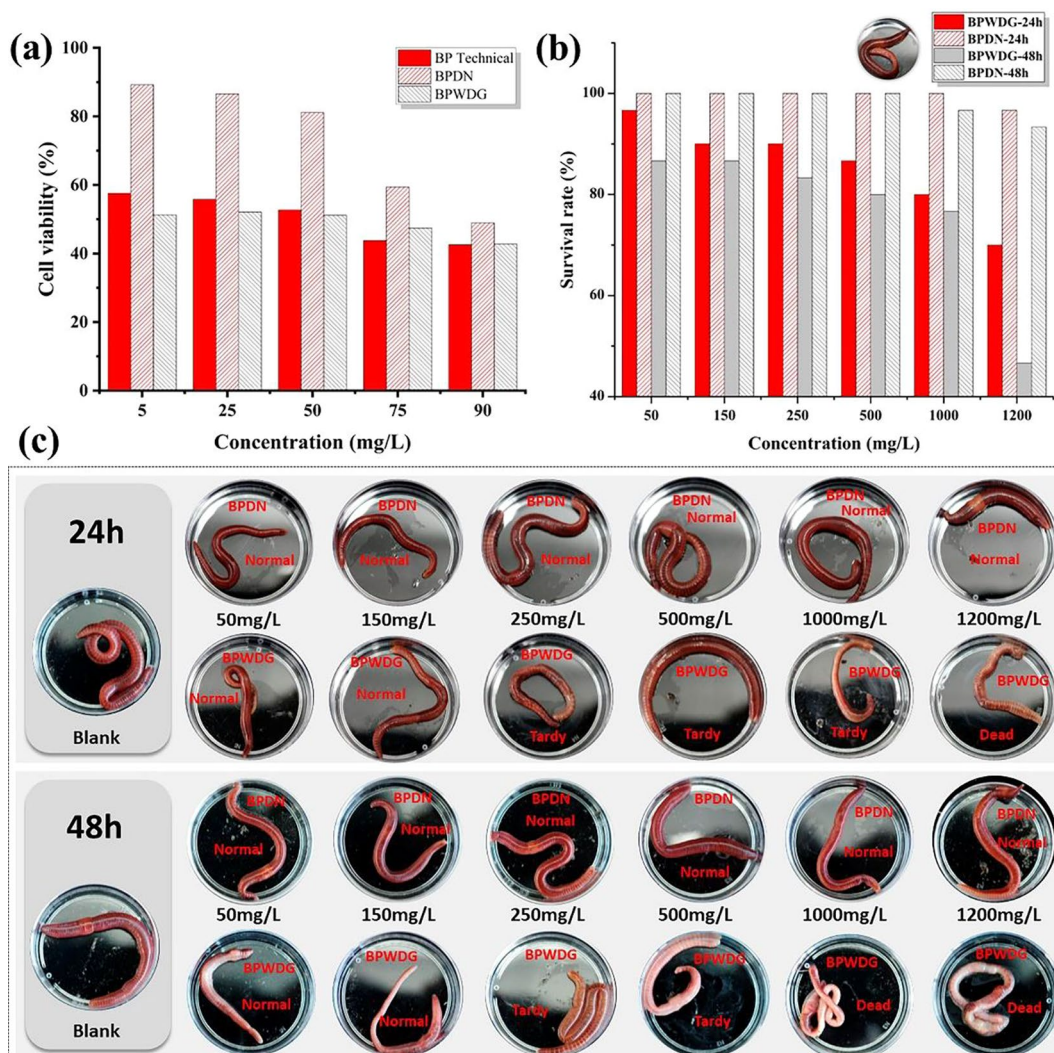 (a)
100
80
60
40
20
0
Cell viability (%)
BP Technical
BPDN
BPWDG
5 25 50 75 90
Concentration (mg/L)
(b)
100
80
60
40
Survival rate (%)
BPWDG-24h
BPDN-24h
BPWDG-48h
BPDN-48h
50 150 250 500 1000 1200
Concentration (mg/L)
(c)
24h
Blank
BPDN BPDN BPDN BPDN BPDN BPDN
Normal Normal Normal Normal Normal Normal
50mg/L 150mg/L 250mg/L 500mg/L 1000mg/L 1200mg/L
BPWDG BPWDG BPWDG BPWDG BPWDG BPWDG
Normal Normal Tardy Tardy Tardy Dead
48h
Blank
BPDN BPDN BPDN BPDN BPDN BPDN
Normal Normal Normal Normal Normal Normal
50mg/L 150mg/L 250mg/L 500mg/L 1000mg/L 1200mg/L
BPWDG BPWDG BPWDG BPWDG BPWDG BPWDG
Normal Normal Tardy Tardy Dead Dead